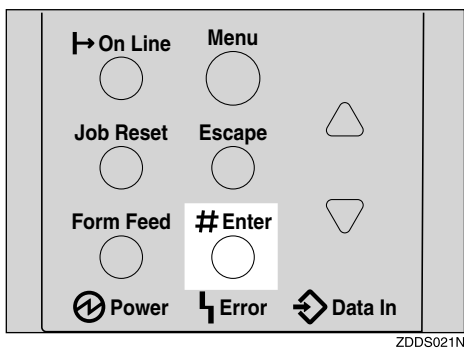 On Line Menu
Job Reset Escape
Form Feed # Enter
Power Error Data In
ZDDS021N